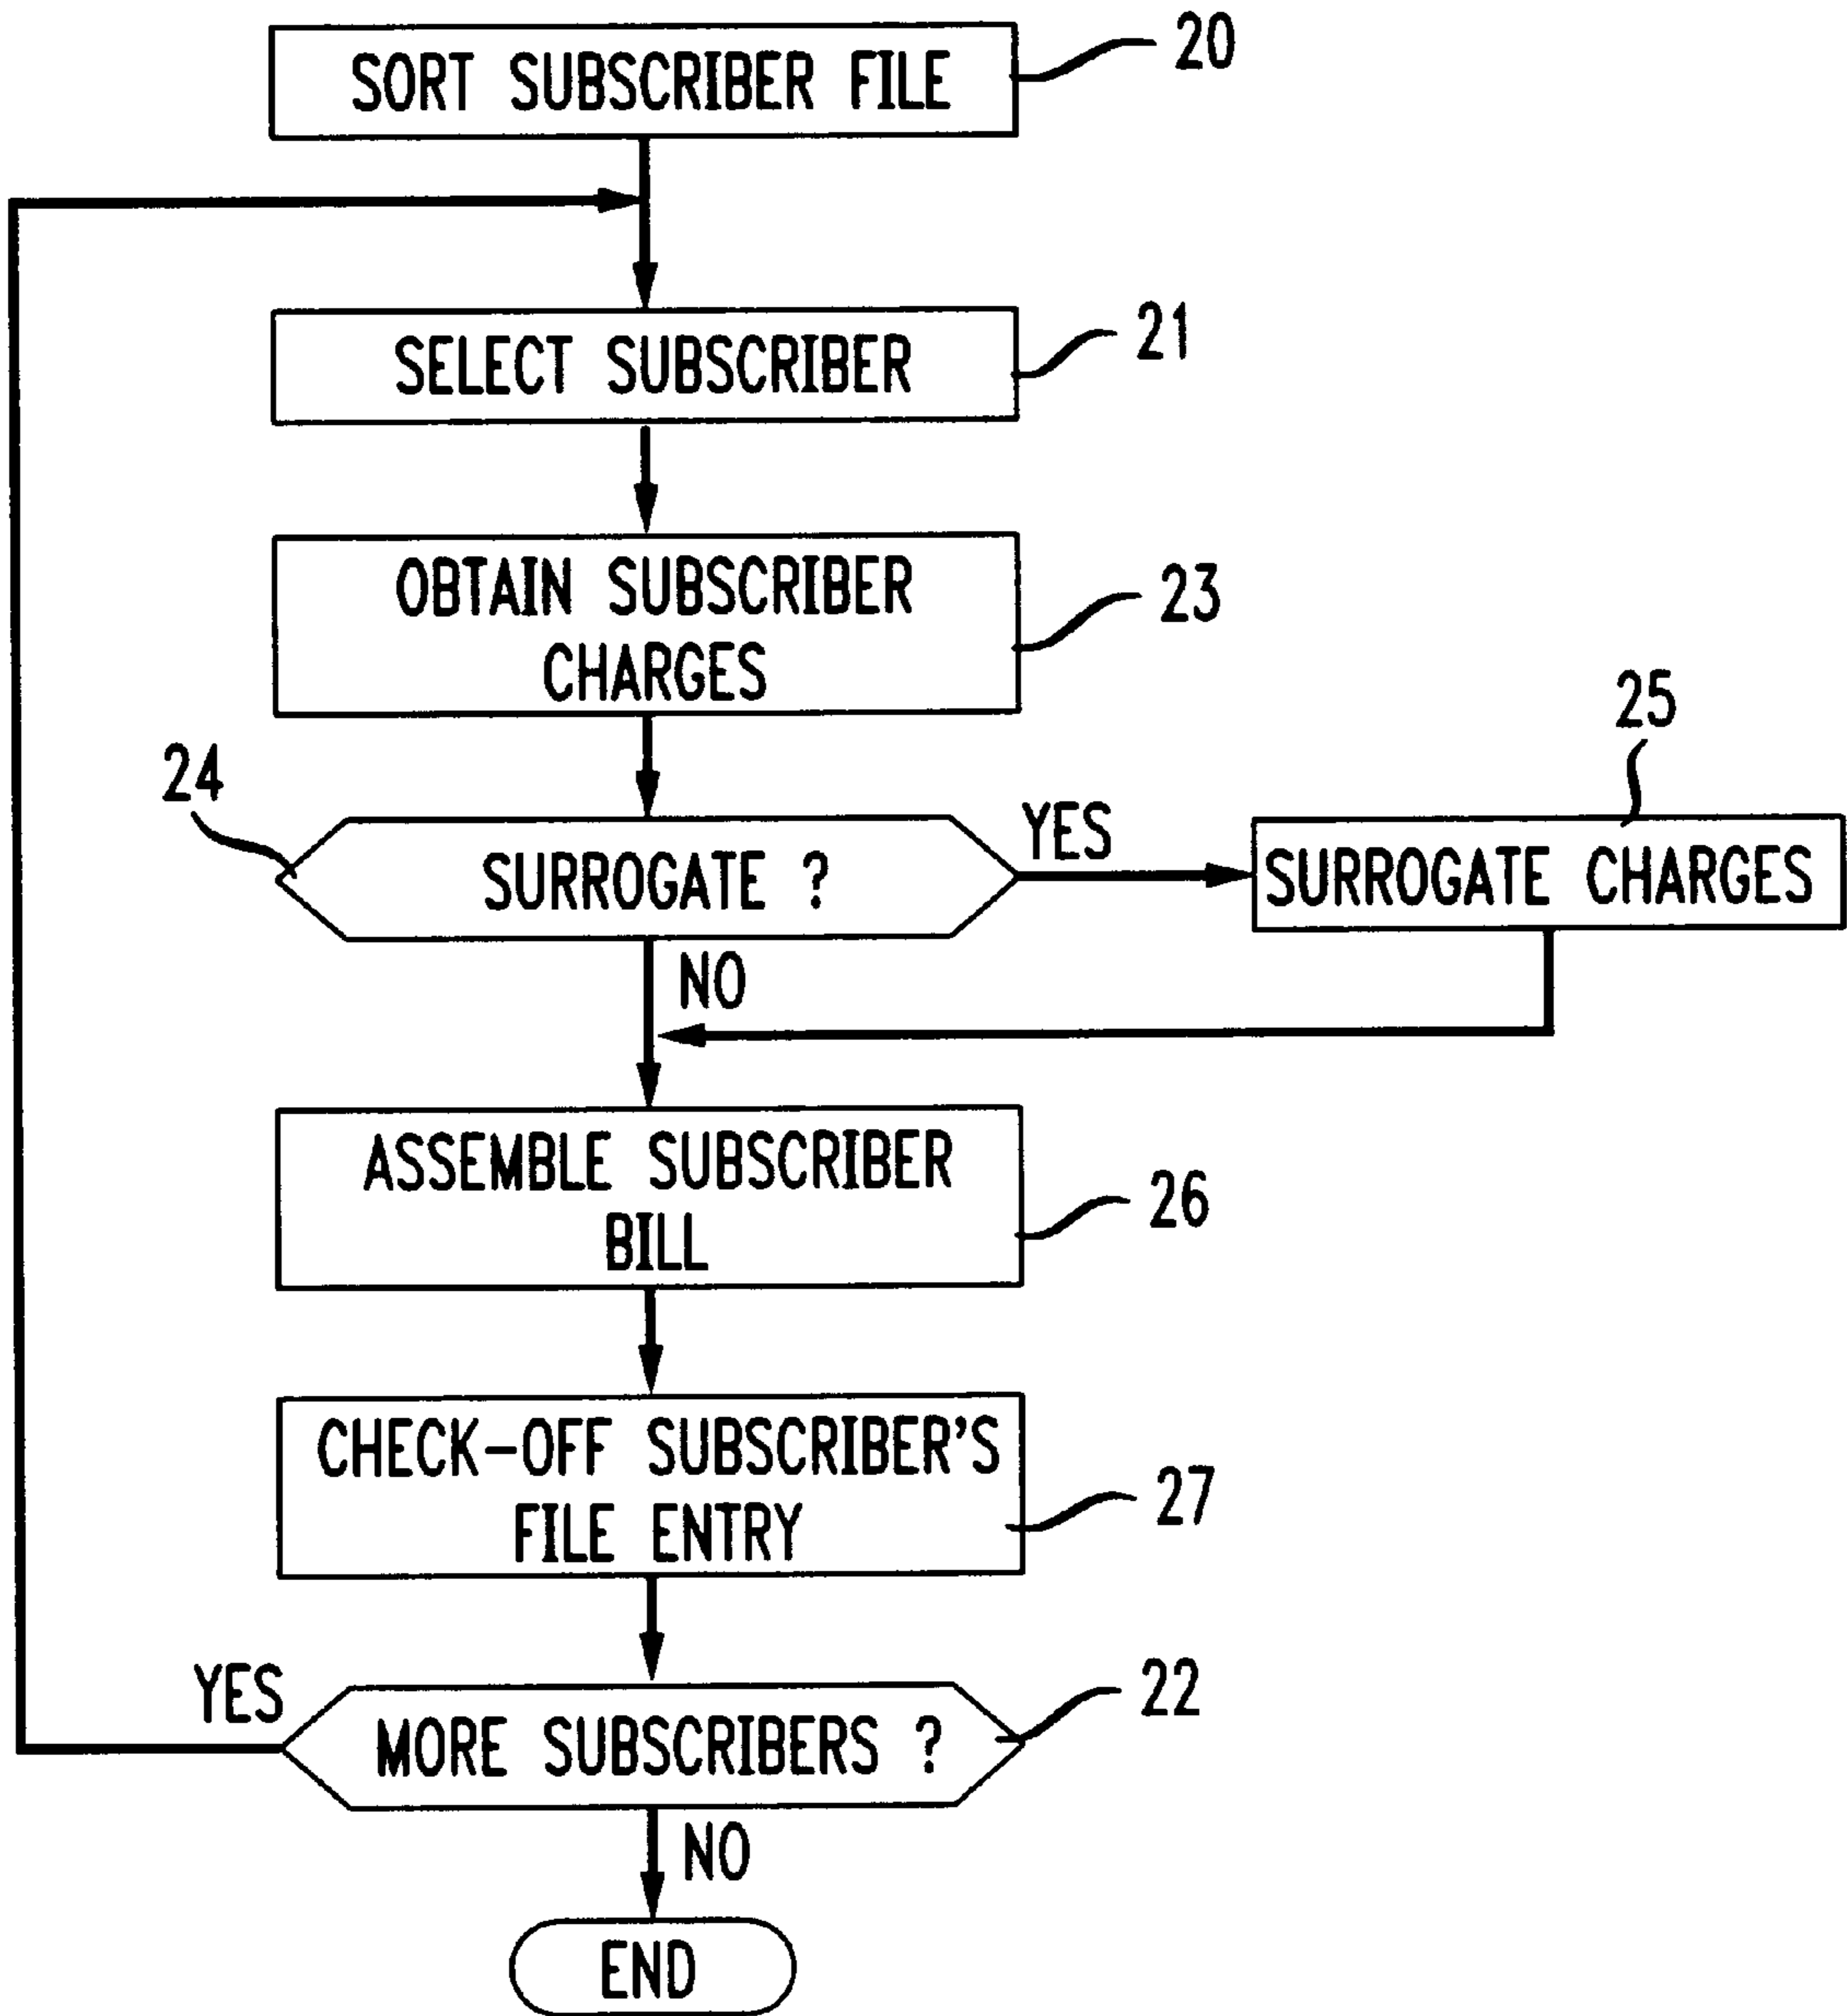 SORT SUBSCRIBER FILE
20
SELECT SUBSCRIBER
21
OBTAIN SUBSCRIBER
CHARGES
23
24
SURROGATE ?
YES
25
SURROGATE CHARGES
NO
ASSEMBLE SUBSCRIBER
BILL
26
CHECK-OFF SUBSCRIBER'S
FILE ENTRY
27
YES
MORE SUBSCRIBERS ?
22
NO
END